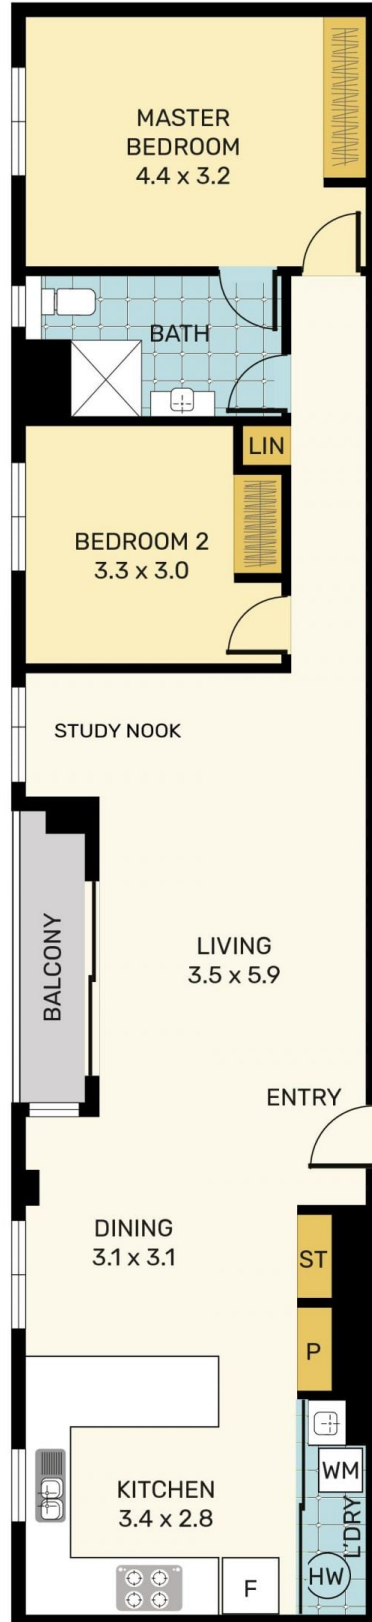 MASTER
BEDROOM
4.4 x 3.2
BATH
LIN
BEDROOM 2
3.3 x 3.0
STUDY NOOK
BALCONY
LIVING
3.5 x 5.9
ENTRY
DINING
3.1 x 3.1
ST
P
KITCHEN
3.4 x 2.8
WM
L'DRY
HW
F